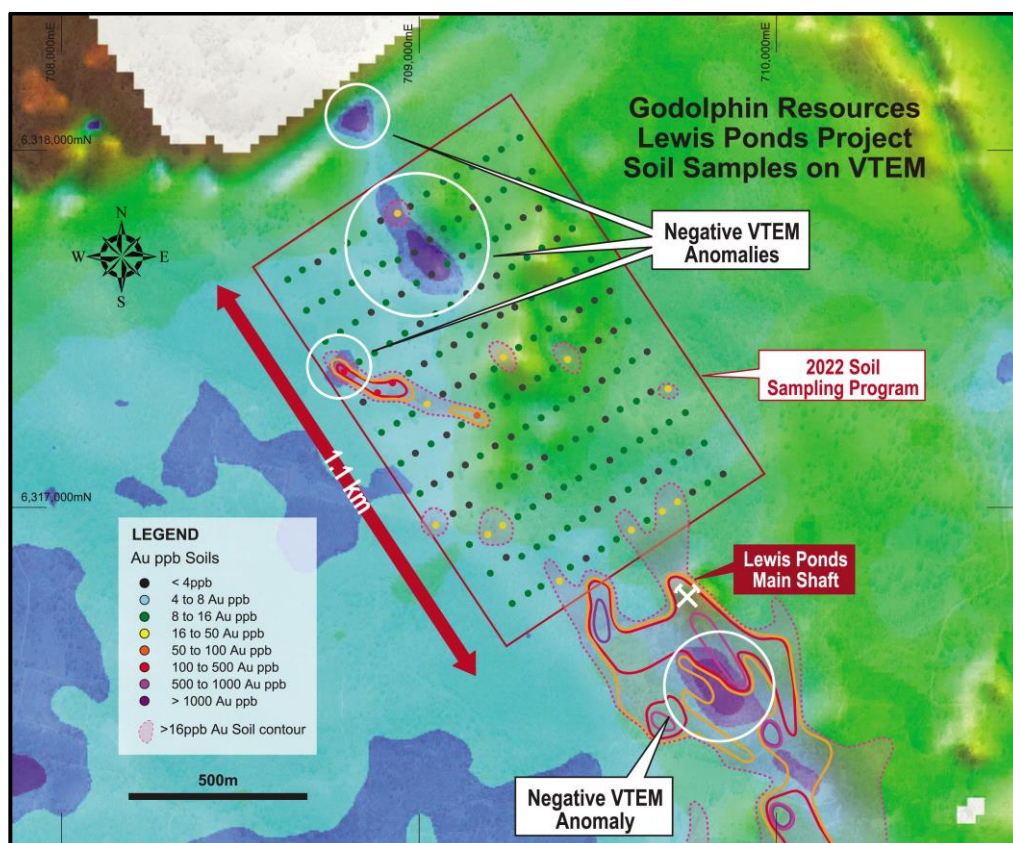 708,000mE
709,000mE
710,000mE
Godolphin Resources
Lewis Ponds Project
Soil Samples on VTEM
6,318,000mN
N
W
E
S
Negative VTEM
Anomalies
2022 Soil
Sampling Program
1.1 km
6,317,000mN
LEGEND
Au ppb Soils
< 4ppb
4 to 8 Au ppb
8 to 16 Au ppb
16 to 50 Au ppb
50 to 100 Au ppb
100 to 500 Au ppb
500 to 1000 Au ppb
> 1000 Au ppb
>16ppb Au Soil contour
500m
Lewis Ponds
Main Shaft
Negative VTEM
Anomaly